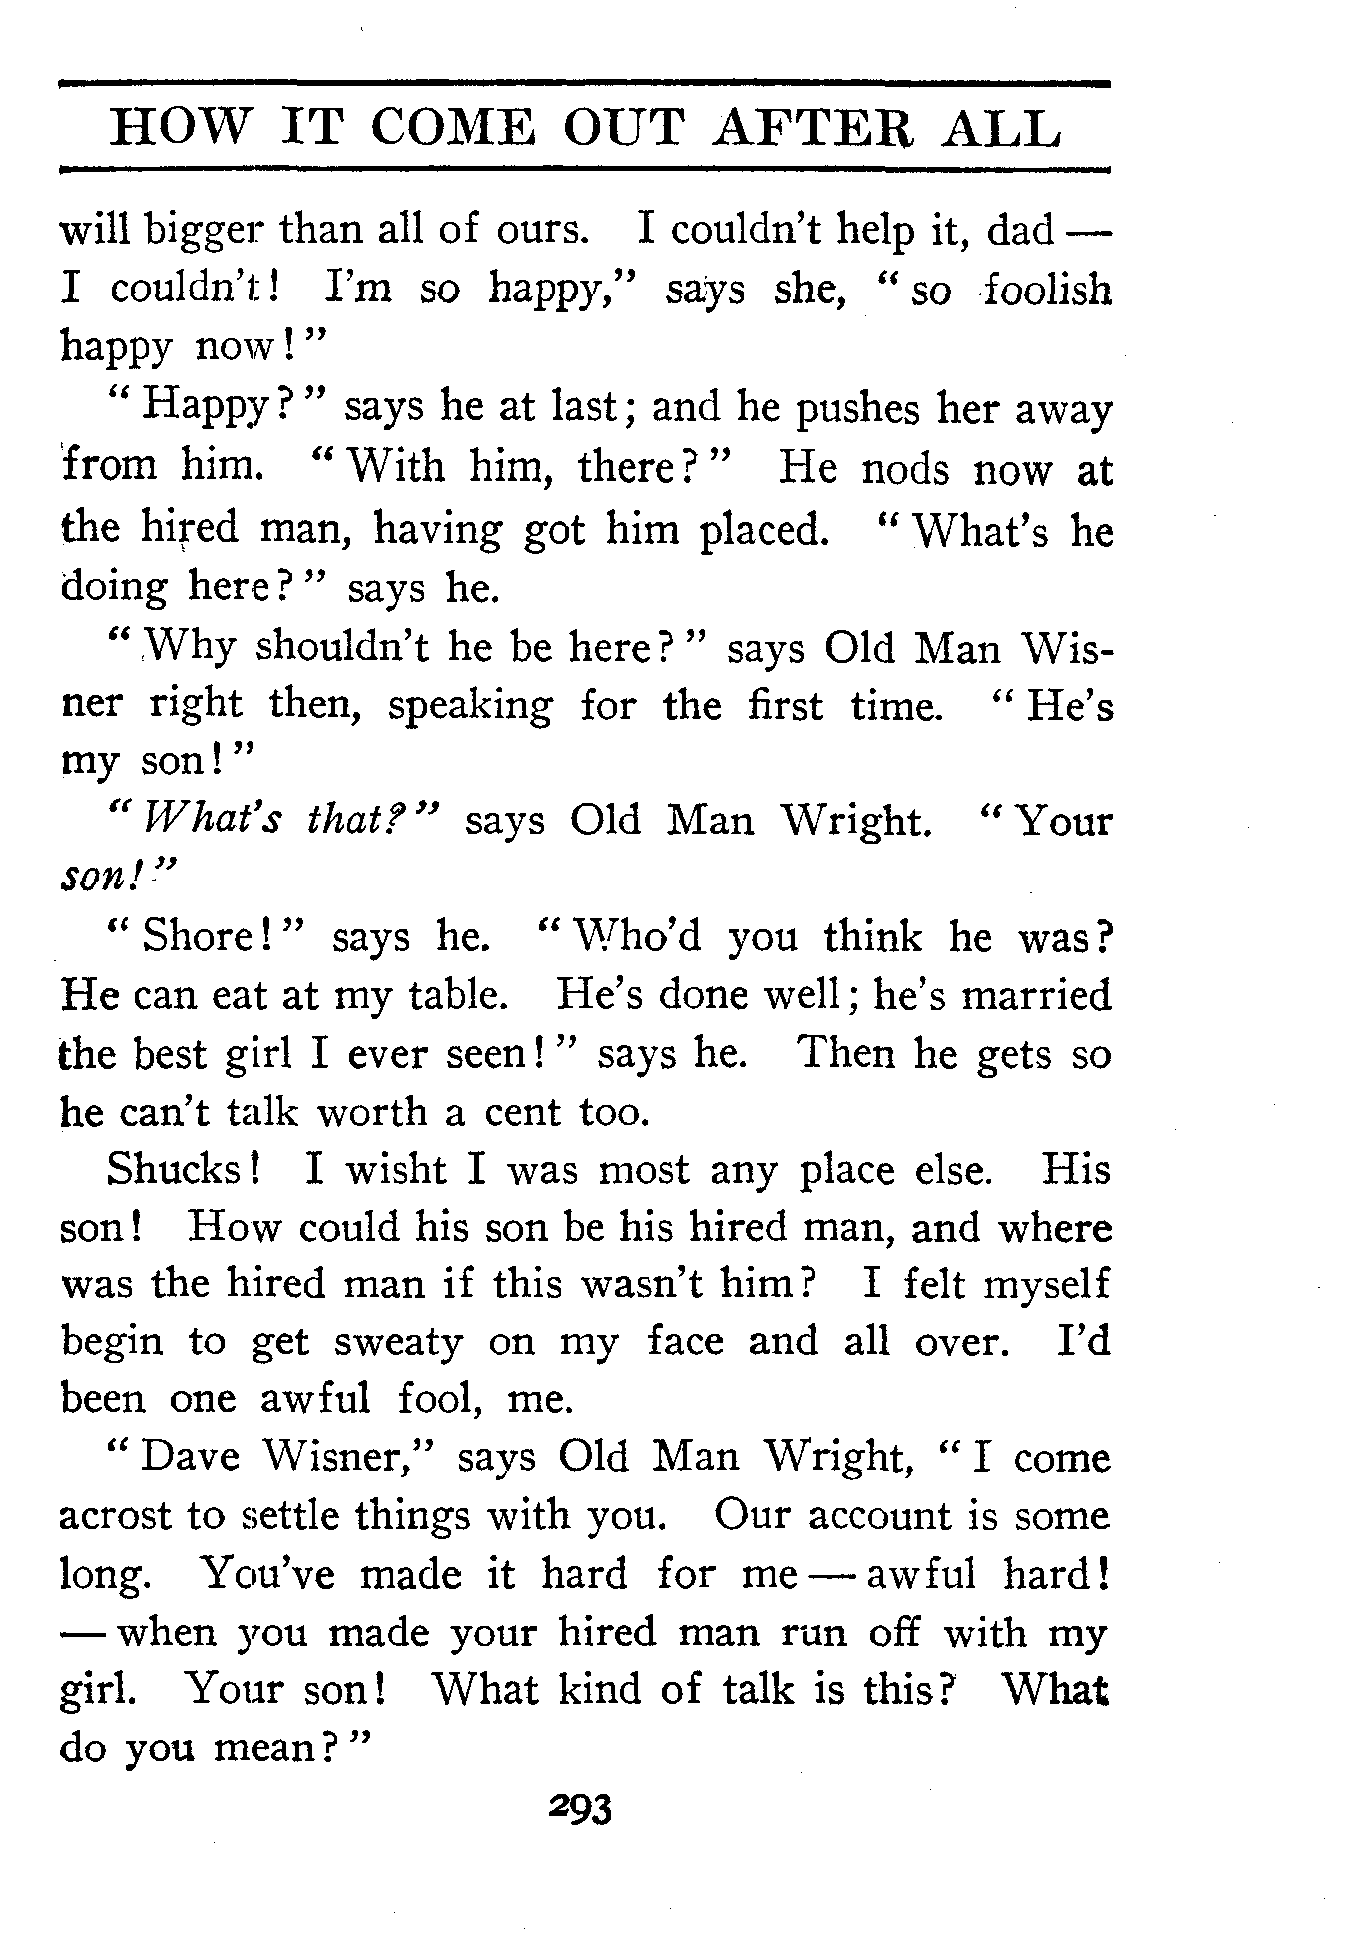 HOW IT COME OUT AFTER ALL
will bigger than all of ours. I couldn't help it, dad —
I couldn't! I'm so happy," says she, "so foolish
happy now!"
"Happy?" says he at last; and he pushes her away
from him. "With him, there?" He nods now at
the hired man, having got him placed. "What's he
doing here?" says he.
"Why shouldn't he be here?" says Old Man Wis-
ner right then, speaking for the first time. "He's
my son!"
"What's that?" says Old Man Wright. "Your
son!"
"Shore!" says he. "Who'd you think he was?
He can eat at my table. He's done well; he's married
the best girl I ever seen!" says he. Then he gets so
he can't talk worth a cent too.
Shucks! I wisht I was most any place else. His
son! How could his son be his hired man, and where
was the hired man if this wasn't him? I felt myself
begin to get sweaty on my face and all over. I'd
been one awful fool, me.
"Dave Wisner," says Old Man Wright, "I come
acrost to settle things with you. Our account is some
long. You've made it hard for me — awful hard!
— when you made your hired man run off with my
girl. Your son! What kind of talk is this? What
do you mean?"
293